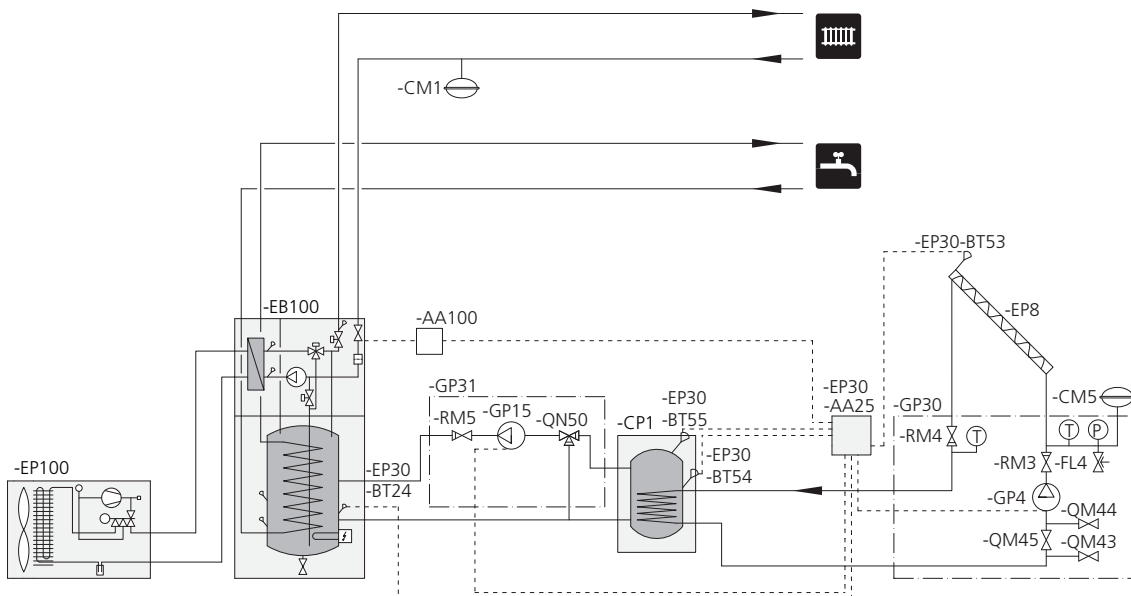 -CM1
-EP30-BT53
-EB100
-EP8
-AA100
-EP30
-AA25
-CM5
-GP31
-EP30
-BT55
-GP30
-RM5
-GP15
-QN50
-CP1
-RM4
T
T
P
-EP100
-EP30
-BT24
-EP30
-BT54
-RM3
-FL4
-GP4
-QM44
-QM45
-QM43